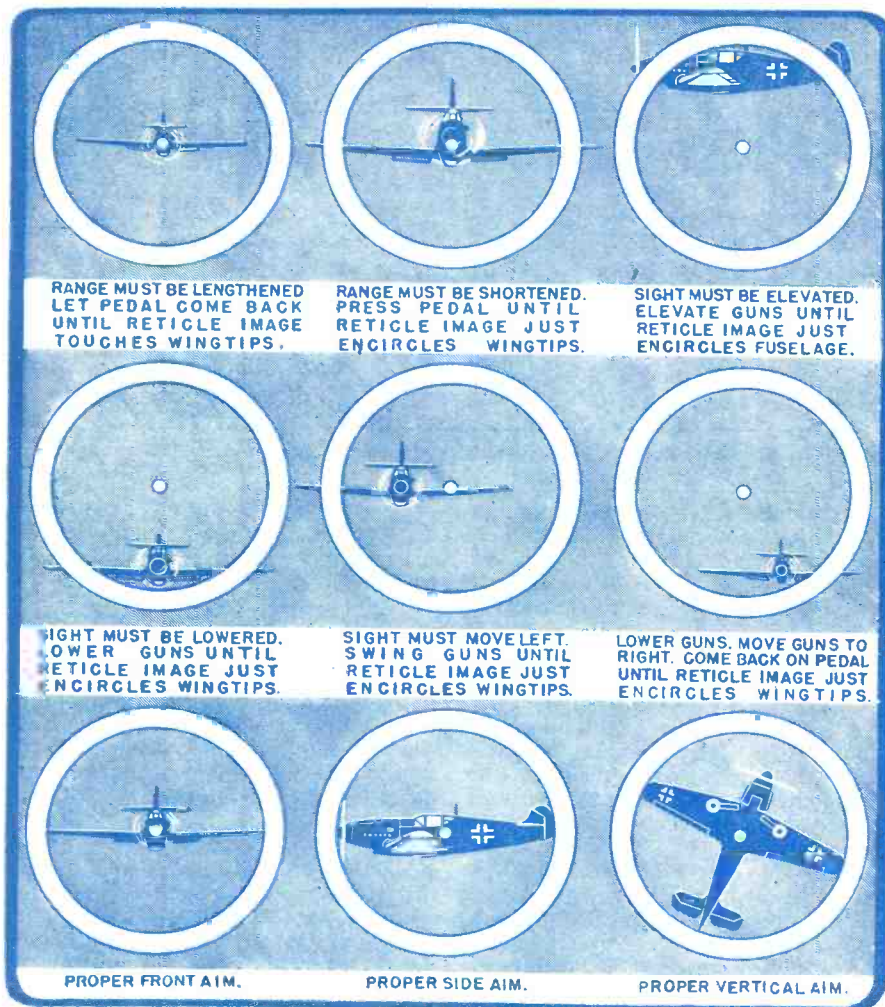 RANGE MUST BE LENGTHENED
LET PEDAL COME BACK
UNTIL RETICLE IMAGE
TOUCHES WINGTIPS.
RANGE MUST BE SHORTENED.
PRESS PEDAL UNTIL
RETICLE IMAGE JUST
ENCIRCLES WINGTIPS.
SIGHT MUST BE ELEVATED.
ELEVATE GUNS UNTIL
RETICLE IMAGE JUST
ENCIRCLES FUSELAGE.
SIGHT MUST BE LOWERED.
LOWER GUNS UNTIL
RETICLE IMAGE JUST
ENCIRCLES WINGTIPS.
SIGHT MUST MOVE LEFT.
SWING GUNS UNTIL
RETICLE IMAGE JUST
ENCIRCLES WINGTIPS.
LOWER GUNS. MOVE GUNS TO
RIGHT. COME BACK ON PEDAL
UNTIL RETICLE IMAGE JUST
ENCIRCLES WINGTIPS.
PROPER FRONT AIM.
PROPER SIDE AIM.
PROPER VERTICAL AIM.